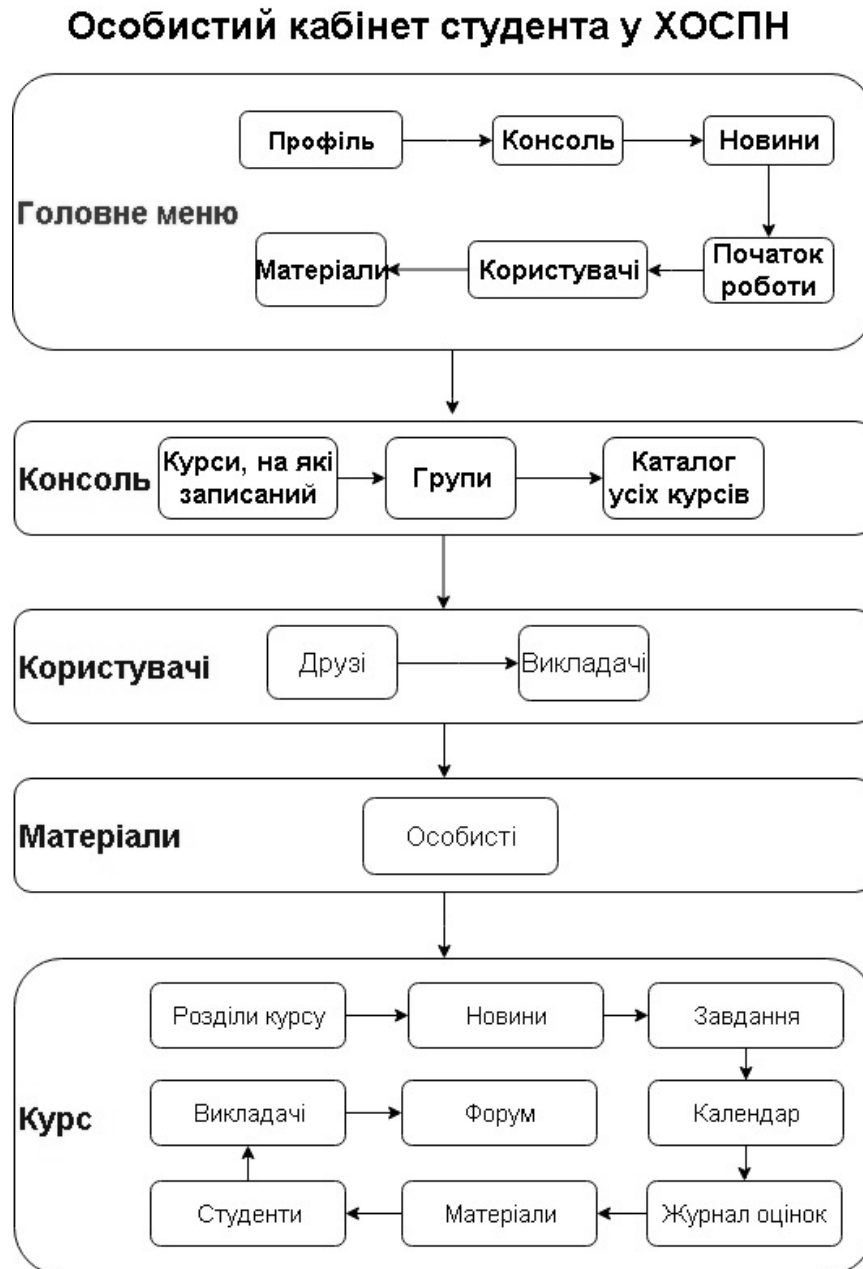 Особистий кабінет студента у ХОСПН
Профіль
Консоль
Новини
Головне меню
Матеріали
Користувачі
Початок
роботи
Консоль
Курси, на які
записаний
Групи
Каталог
усіх курсів
Користувачі
Друзі
Викладачі
Матеріали
Особисті
Курс
Розділи курсу
Новини
Завдання
Викладачі
Форум
Календар
Студенти
Матеріали
Журнал оцінок